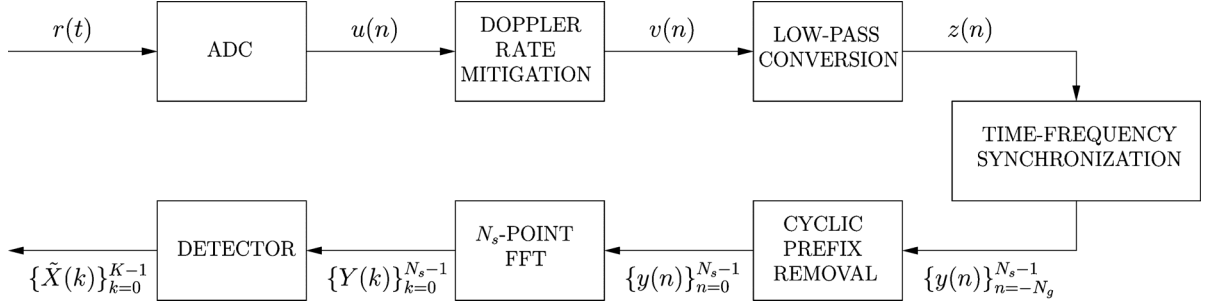 r(t)
ADC
u(n)
DOPPLER
RATE
MITIGATION
v(n)
LOW-PASS
CONVERSION
z(n)
TIME-FREQUENCY
SYNCHRONIZATION
{y(n)}_{n=-N_g}^{N_s-1}
CYCLIC
PREFIX
REMOVAL
{y(n)}_{n=0}^{N_s-1}
N_s-POINT
FFT
{Y(k)}_{k=0}^{N_s-1}
DETECTOR
{X̃(k)}_{k=0}^{K-1}